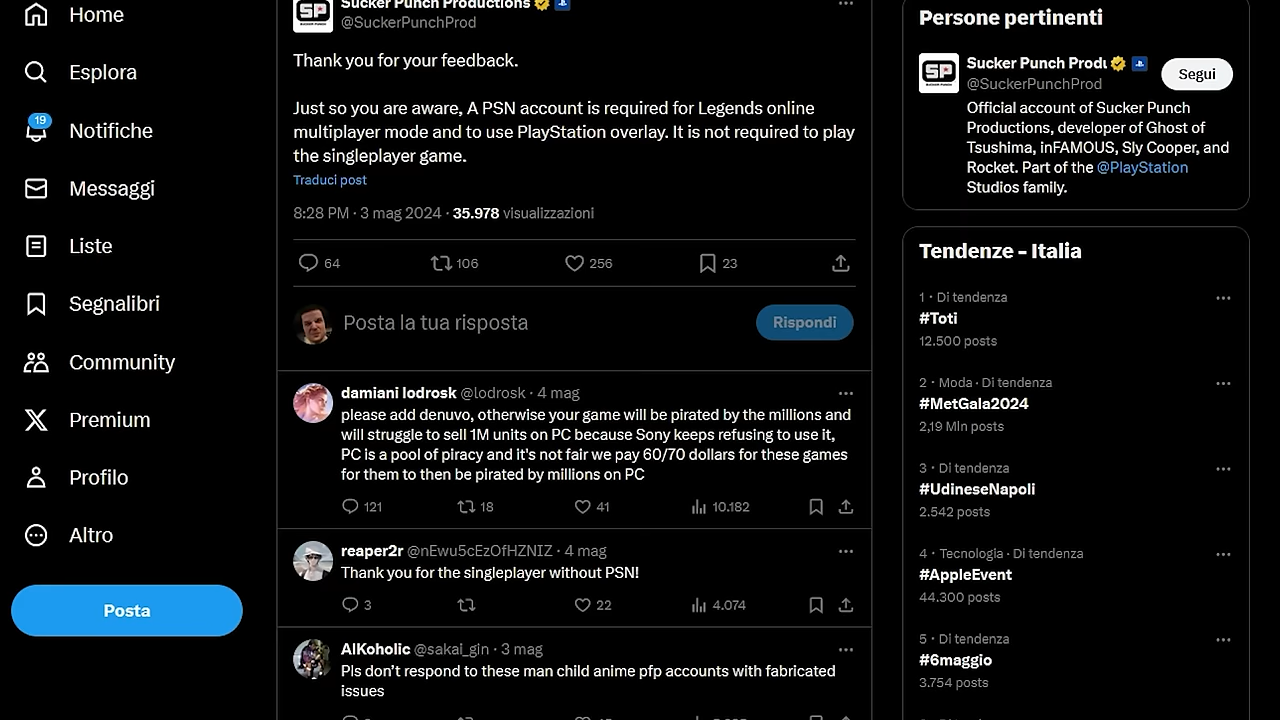 Home
Esplora
19
Notifiche
Messaggi
Liste
Segnalibri
Community
Premium
Profilo
Altro
Posta
SP
Sucker Punch Productions
@SuckerPunchProd
Thank you for your feedback.
Just so you are aware, A PSN account is required for Legends online
multiplayer mode and to use PlayStation overlay. It is not required to play
the singleplayer game.
Traduci post
8:28 PM · 3 mag 2024 · 35.978 visualizzazioni
64 106 256 23
Posta la tua risposta
Rispondi
damiani lodrosk @lodrosk · 4 mag
please add denuvo, otherwise your game will be pirated by the millions and
will struggle to sell 1M units on PC because Sony keeps refusing to use it,
PC is a pool of piracy and it's not fair we pay 60/70 dollars for these games
for them to then be pirated by millions on PC
121 18 41 10.182
reaper2r @nEwu5cEzOfHZNIZ · 4 mag
Thank you for the singleplayer without PSN!
3 22 4.074
AlKoholic @sakai_gin · 3 mag
Pls don't respond to these man child anime pfp accounts with fabricated
issues
Persone pertinenti
SP
Sucker Punch Produ
@SuckerPunchProd
Segui
Official account of Sucker Punch
Productions, developer of Ghost of
Tsushima, inFAMOUS, Sly Cooper, and
Rocket. Part of the @PlayStation
Studios family.
Tendenze – Italia
1 · Di tendenza
#Toti
12.500 posts
2 · Moda · Di tendenza
#MetGala2024
2,19 Mln posts
3 · Di tendenza
#UdineseNapoli
2.542 posts
4 · Tecnologia · Di tendenza
#AppleEvent
44.300 posts
5 · Di tendenza
#6maggio
3.754 posts